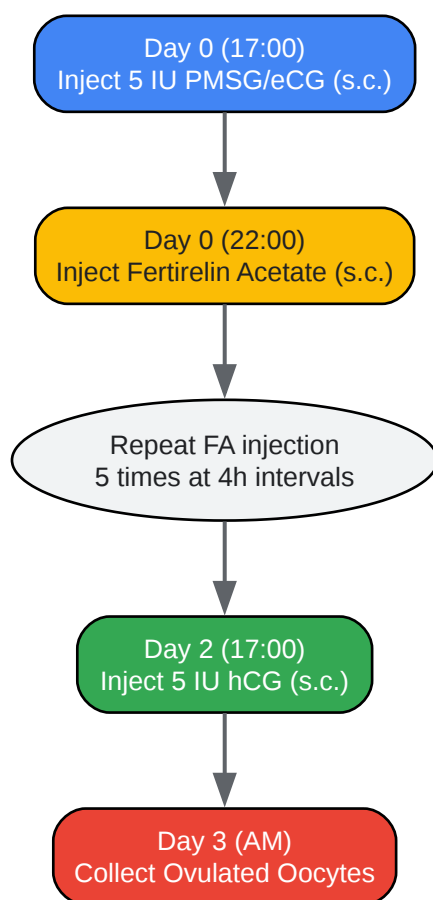 Day 0 (17:00)
Inject 5 IU PMSG/eCG (s.c.)
Day 0 (22:00)
Inject Fertirelin Acetate (s.c.)
Repeat FA injection
5 times at 4h intervals
Day 2 (17:00)
Inject 5 IU hCG (s.c.)
Day 3 (AM)
Collect Ovulated Oocytes